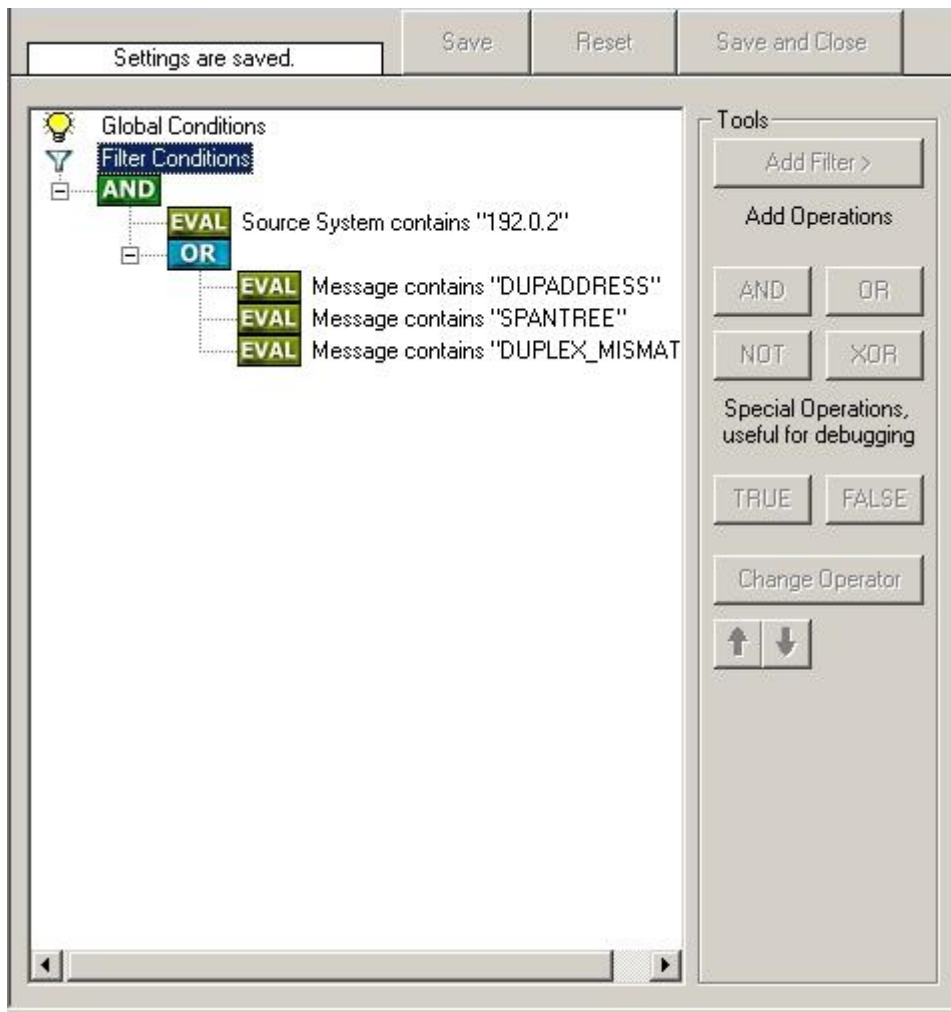 Settings are saved.
Save
Reset
Save and Close
Global Conditions
Filter Conditions
AND
EVAL Source System contains "192.0.2"
OR
EVAL Message contains "DUPADDRESS"
EVAL Message contains "SPANTREE"
EVAL Message contains "DUPLEX_MISMAT
Tools
Add Filter >
Add Operations
AND
OR
NOT
XOR
Special Operations,
useful for debugging
TRUE
FALSE
Change Operator